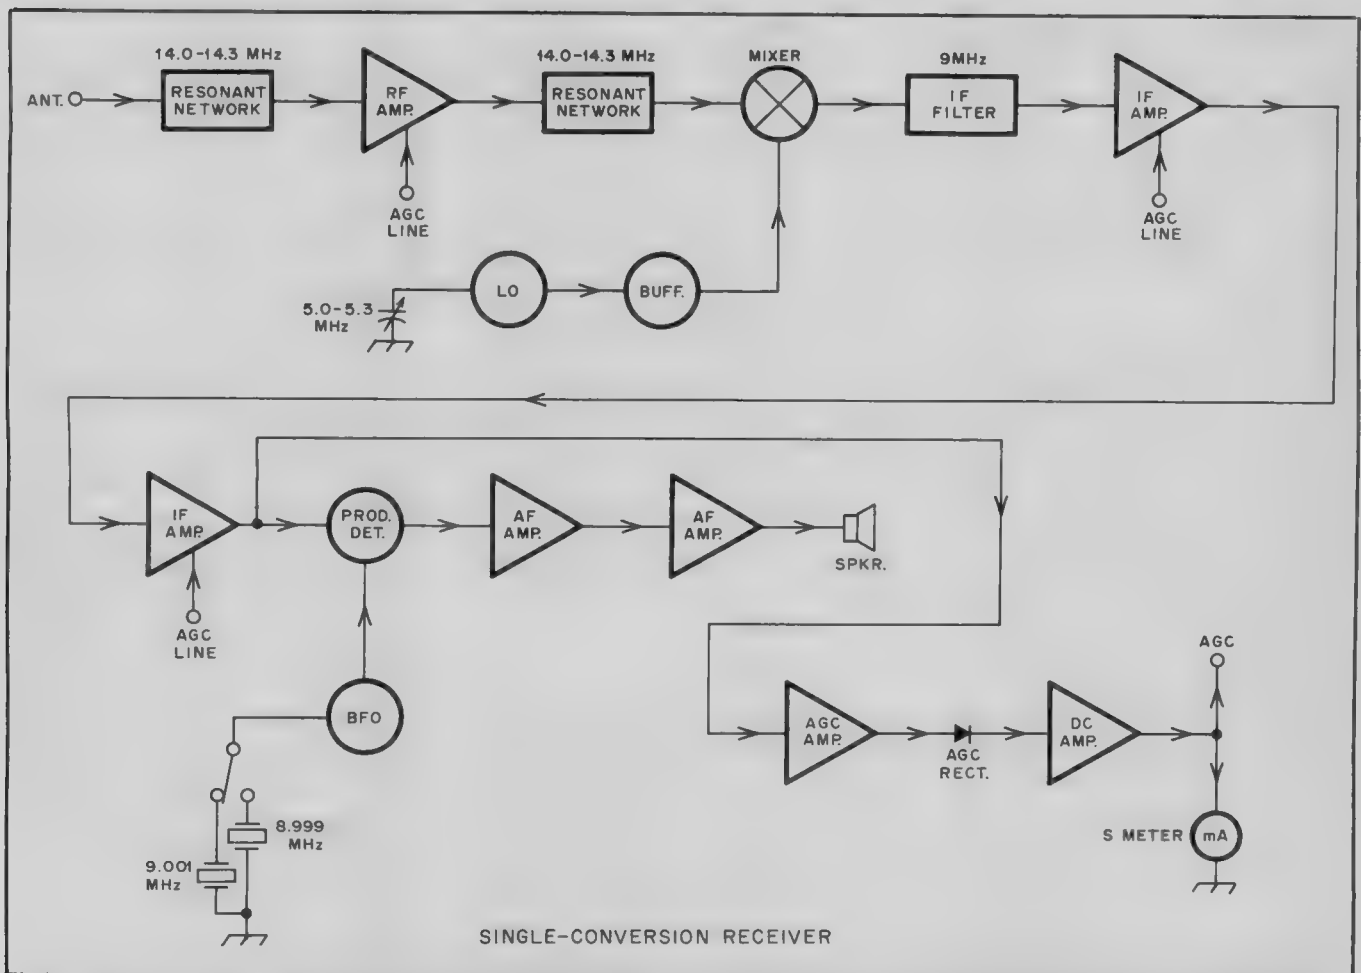 14.0-14.3 MHz
14.0-14.3 MHz
MIXER
9MHz
ANT.
RESONANT
NETWORK
RF
AMP.
RESONANT
NETWORK
IF
FILTER
IF
AMP.
AGC
LINE
AGC
LINE
5.0-5.3
MHz
LO
BUFF.
IF
AMP.
PROD.
DET.
AF
AMP.
AF
AMP.
SPKR.
AGC
LINE
AGC
BFO
AGC
AMP.
AGC
RECT.
DC
AMP.
8.999
MHz
9.001
MHz
S METER
mA
SINGLE-CONVERSION RECEIVER